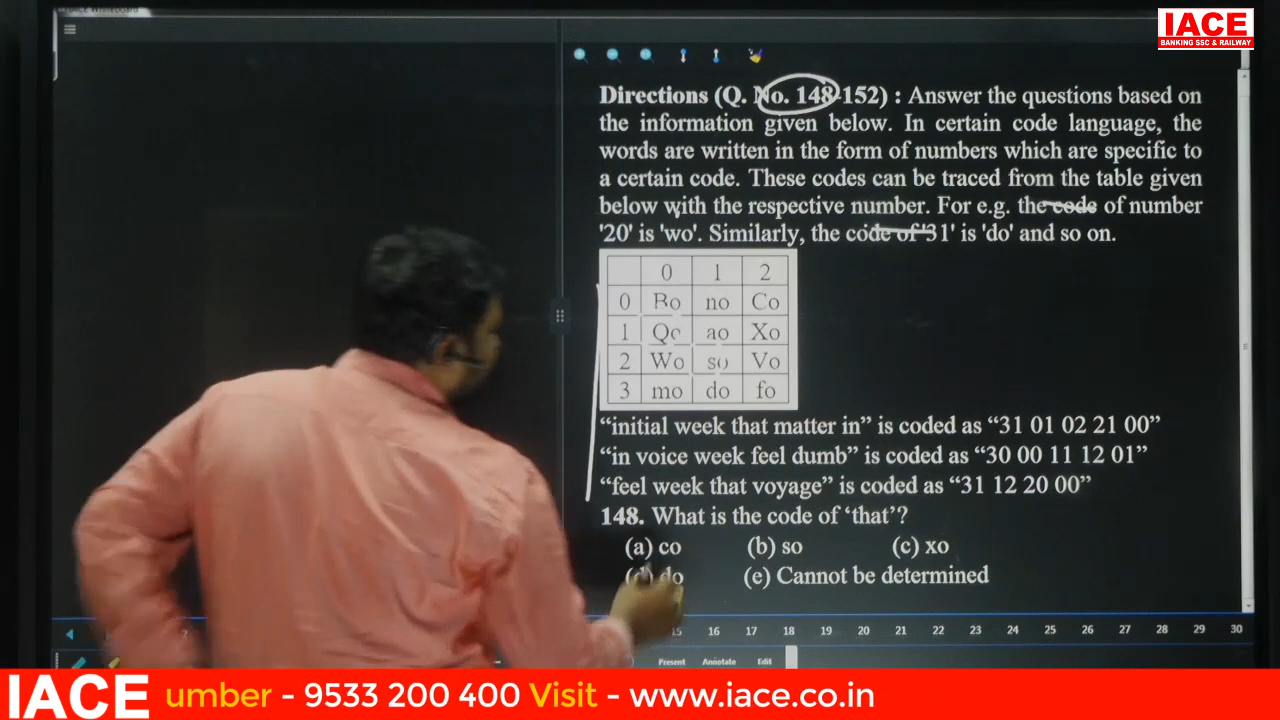 IACE
BANKING SSC & RAILWAY
Directions (Q. No. 148-152) : Answer the questions based on
the information given below. In certain code language, the
words are written in the form of numbers which are specific to
a certain code. These codes can be traced from the table given
below with the respective number. For e.g. the code of number
'20' is 'wo'. Similarly, the code of '31' is 'do' and so on.
0 1 2
0 Bo no Co
1 Qo ao Xo
2 Wo so Vo
3 mo do fo
“initial week that matter in” is coded as “31 01 02 21 00”
“in voice week feel dumb” is coded as “30 00 11 12 01”
“feel week that voyage” is coded as “31 12 20 00”
148. What is the code of ‘that’?
(a) co (b) so (c) xo
(d) do (e) Cannot be determined
15 16 17 18 19 20 21 22 23 24 25 26 27 28 29 30
Present Annotate Edit
IACE umber - 9533 200 400 Visit - www.iace.co.in